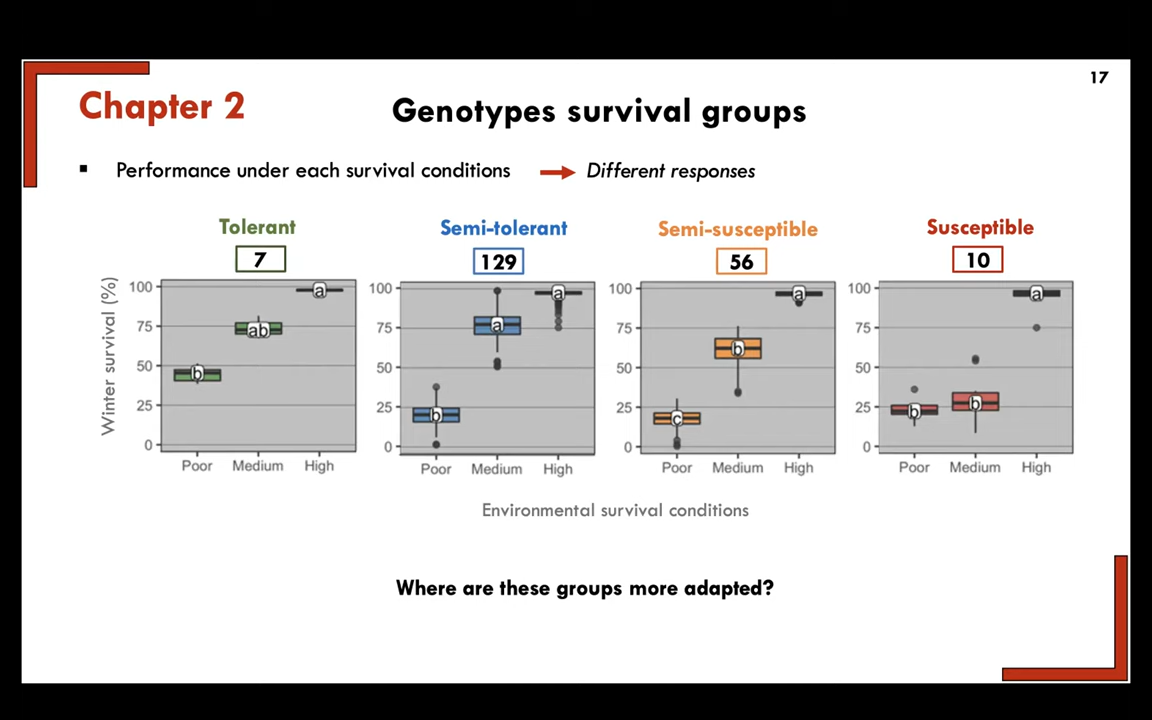 17
Chapter 2
Genotypes survival groups
▪ Performance under each survival conditions → Different responses
Tolerant Semi-tolerant Semi-susceptible Susceptible
7 129 56 10
Winter survival (%)
100 75 50 25 0
a ab b
Poor Medium High
100 75 50 25 0
b a a
Poor Medium High
100 75 50 25 0
c b a
Poor Medium High
100 75 50 25 0
b b a
Poor Medium High
Environmental survival conditions
Where are these groups more adapted?